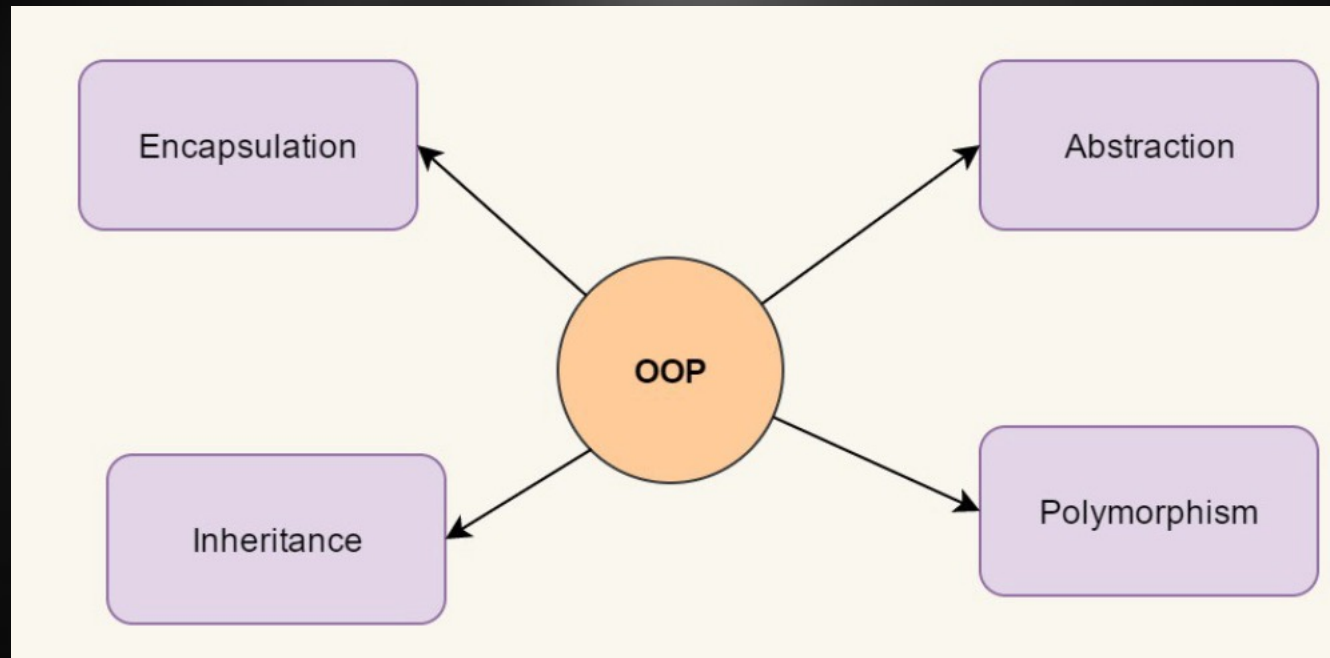 Encapsulation
Abstraction
OOP
Inheritance
Polymorphism